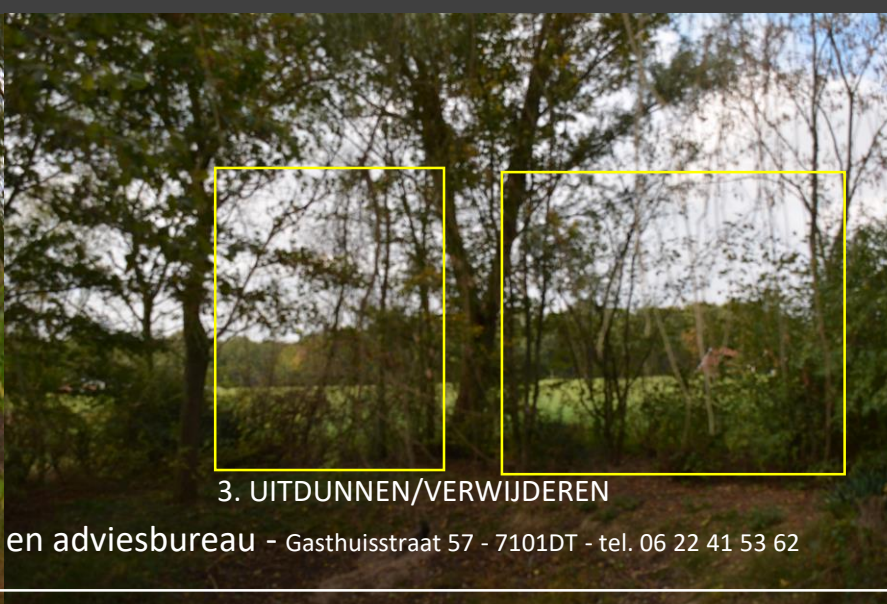 3. UITDUNNEN/VERWIJDEREN
en adviesbureau - Gasthuisstraat 57 - 7101DT - tel. 06 22 41 53 62